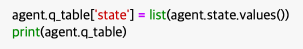 agent.q_table['state'] = list(agent.state.values())
print(agent.q_table)